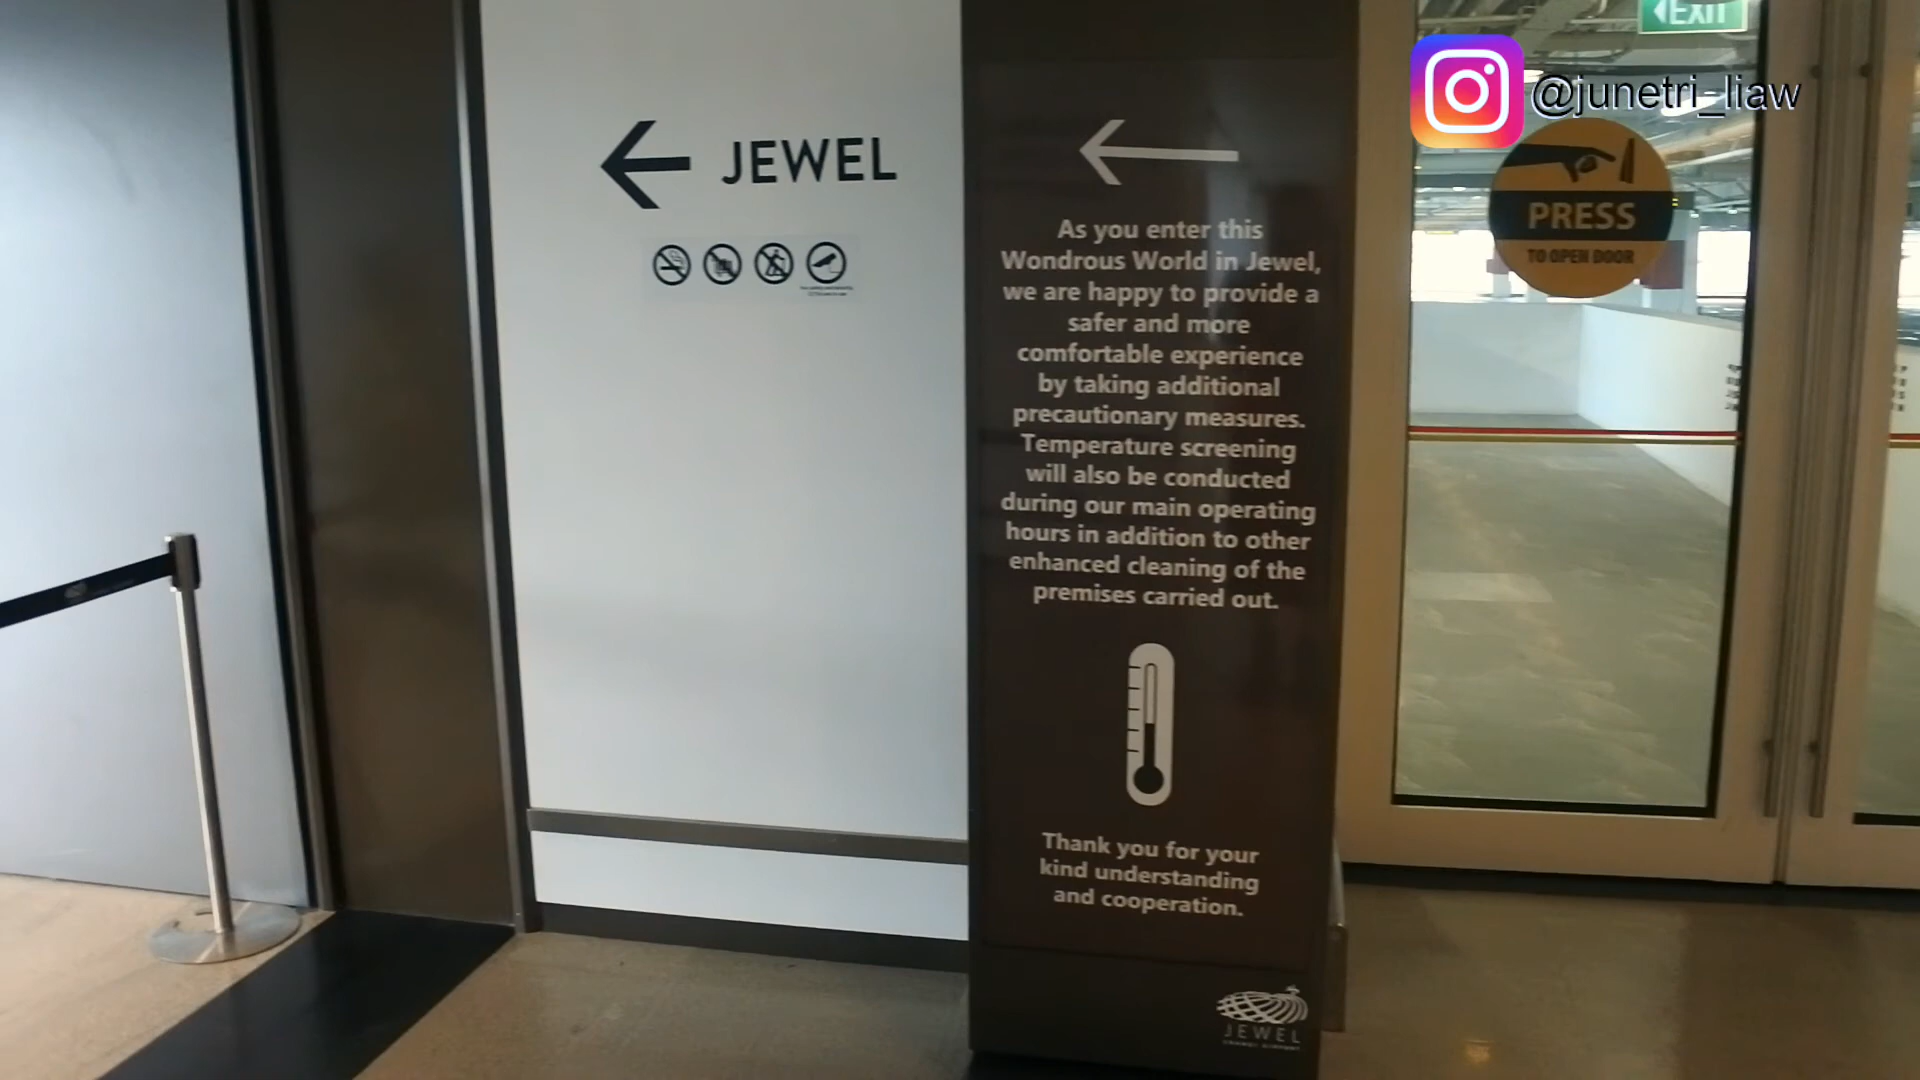 EXIT
@junetri_liaw
JEWEL
As you enter this
Wondrous World in Jewel,
we are happy to provide a
safer and more
comfortable experience
by taking additional
precautionary measures.
Temperature screening
will also be conducted
during our main operating
hours in addition to other
enhanced cleaning of the
premises carried out.
Thank you for your
kind understanding
and cooperation.
JEWEL
CHANGI AIRPORT
PRESS
TO OPEN DOOR